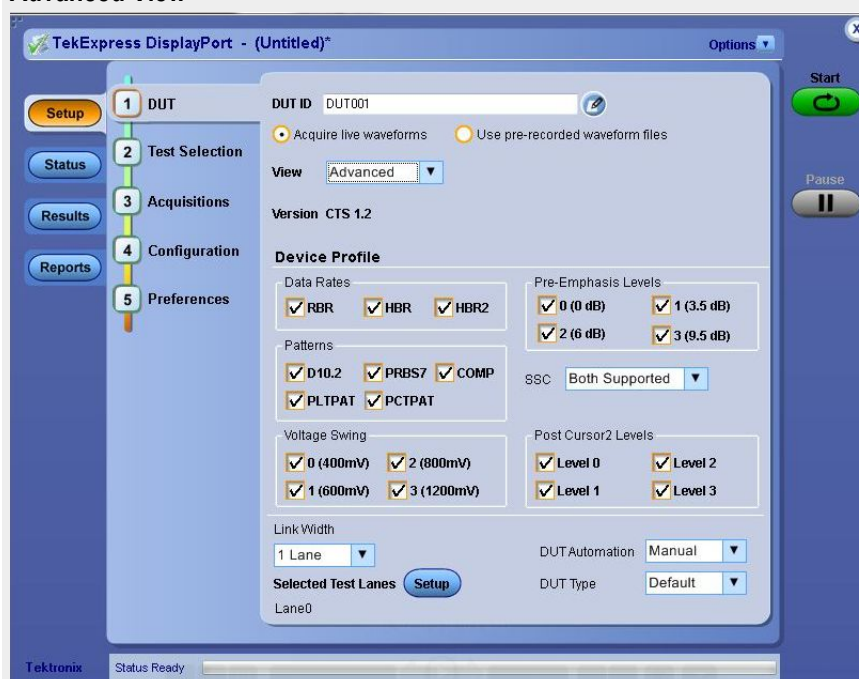 Advanced View
TekExpress DisplayPort - (Untitled)*
Options
Start
Pause
Setup
Status
Results
Reports
1 DUT
2 Test Selection
3 Acquisitions
4 Configuration
5 Preferences
DUT ID DUT001
Acquire live waveforms Use pre-recorded waveform files
View Advanced
Version CTS 1.2
Device Profile
Data Rates
RBR HBR HBR2
Patterns
D10.2 PRBS7 COMP
PLTPAT PCTPAT
Voltage Swing
0 (400mV) 2 (800mV)
1 (600mV) 3 (1200mV)
Pre-Emphasis Levels
0 (0 dB) 1 (3.5 dB)
2 (6 dB) 3 (9.5 dB)
SSC Both Supported
Post Cursor2 Levels
Level 0 Level 2
Level 1 Level 3
Link Width
1 Lane
Selected Test Lanes Setup
Lane0
DUT Automation Manual
DUT Type Default
Tektronix Status Ready